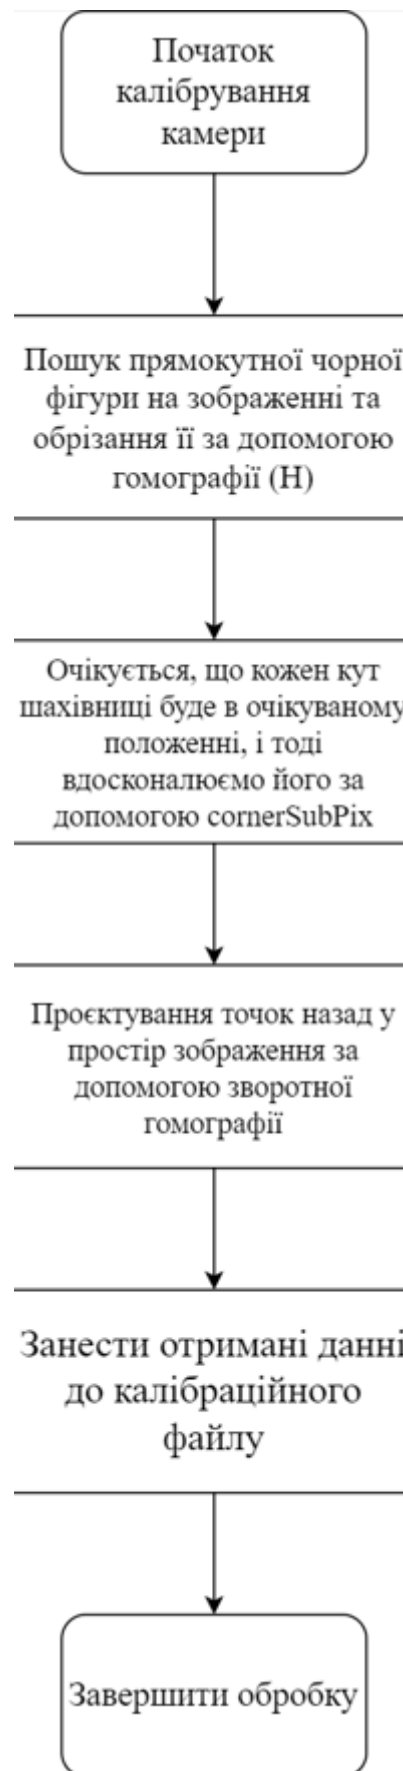 Початок
калібрування
камери
Пошук прямокутної чорної
фігури на зображенні та
обрізання її за допомогою
гомографії (H)
Очікується, що кожен кут
шахівниці буде в очікуваному
положенні, і тоді
вдосконалюємо його за
допомогою cornerSubPix
Проєктування точок назад у
простір зображення за
допомогою зворотної
гомографії
Занести отримані данні
до калібраційного
файлу
Завершити обробку